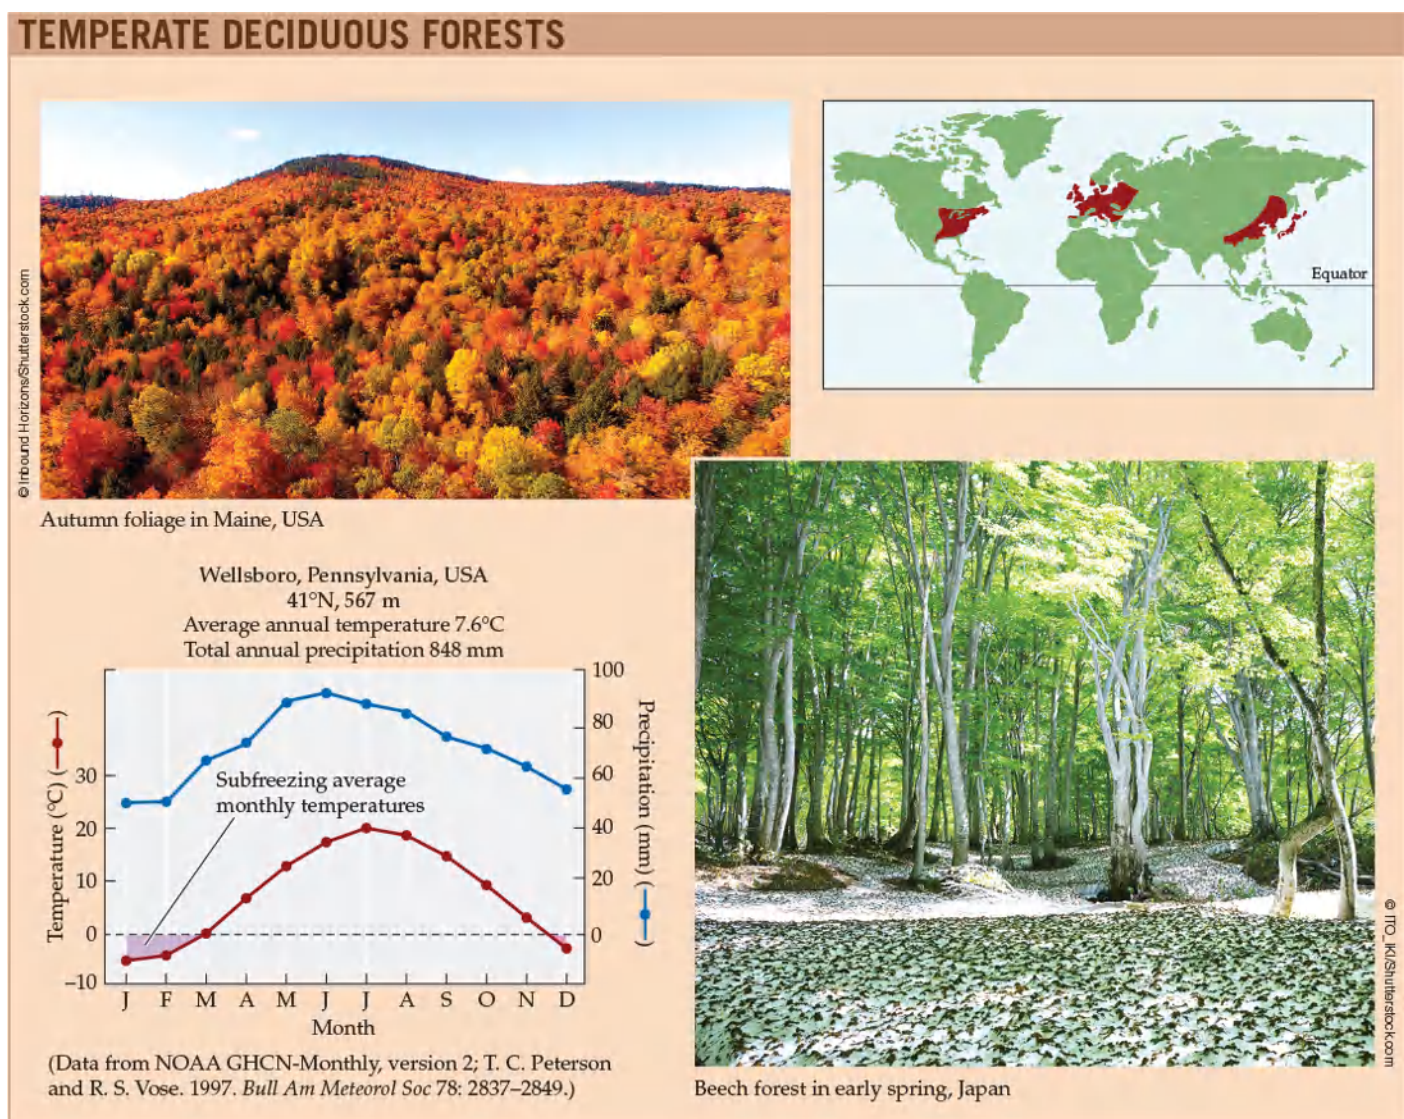 TEMPERATE DECIDUOUS FORESTS
© Inbound Horizons/Shutterstock.com
Autumn foliage in Maine, USA
Equator
Wellsboro, Pennsylvania, USA
41°N, 567 m
Average annual temperature 7.6°C
Total annual precipitation 848 mm
Temperature (°C) ( )
30
20
10
0
–10
Subfreezing average
monthly temperatures
100
80
60
40
20
0
Precipitation (mm) ( )
J F M A M J J A S O N D
Month
(Data from NOAA GHCN-Monthly, version 2; T. C. Peterson
and R. S. Vose. 1997. Bull Am Meteorol Soc 78: 2837–2849.)
© ITO_IKI/Shutterstock.com
Beech forest in early spring, Japan